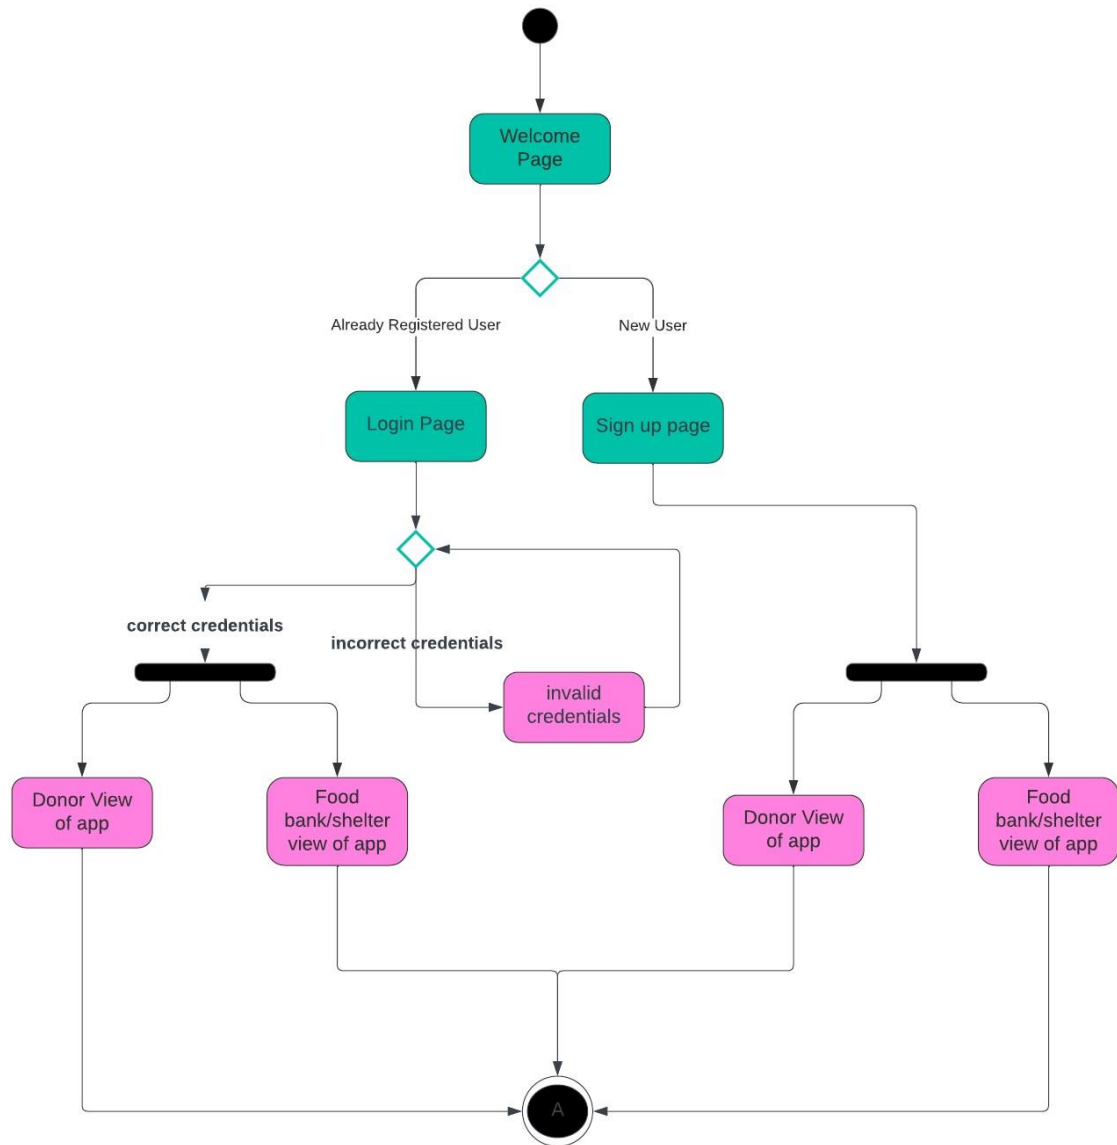 Welcome
Page
Already Registered User
New User
Login Page
Sign up page
correct credentials
incorrect credentials
invalid
credentials
Donor View
of app
Food
bank/shelter
view of app
Donor View
of app
Food
bank/shelter
view of app
A